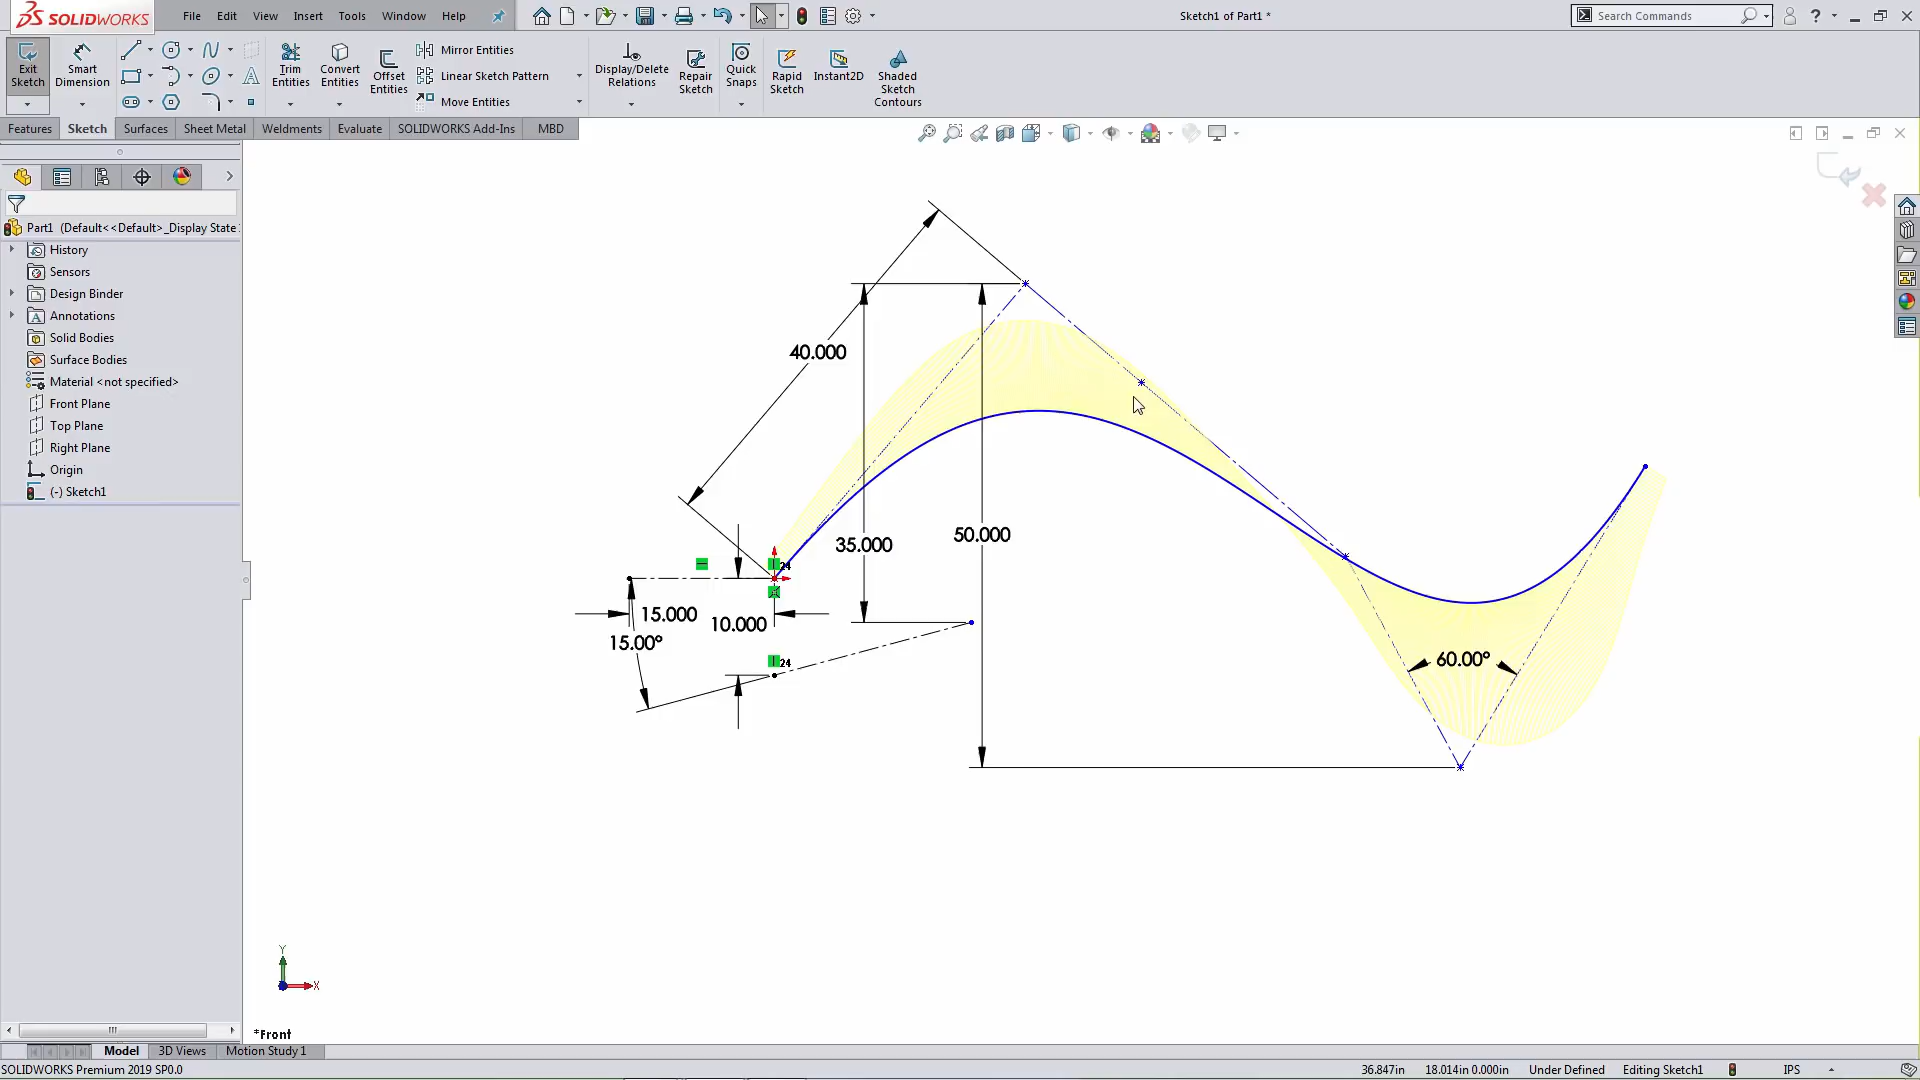 SOLIDWORKS File Edit View Insert Tools Window Help Sketch1 of Part1 * Search Commands ?
Exit Sketch
Smart Dimension
Trim Entities
Convert Entities
Offset Entities
Mirror Entities
Linear Sketch Pattern
Move Entities
Display/Delete Relations
Repair Sketch
Quick Snaps
Rapid Sketch
Instant2D
Shaded Sketch Contours
Features Sketch Surfaces Sheet Metal Weldments Evaluate SOLIDWORKS Add-Ins MBD
Part1 (Default<<Default>_Display State
History
Sensors
Design Binder
Annotations
Solid Bodies
Surface Bodies
Material <not specified>
Front Plane
Top Plane
Right Plane
Origin
(-) Sketch1
40.000
35.000
50.000
24
15.000
10.000
15.00°
24
60.00°
Y
X
*Front
Model 3D Views Motion Study 1
SOLIDWORKS Premium 2019 SP0.0 36.847in 18.014in 0.000in Under Defined Editing Sketch1 IPS